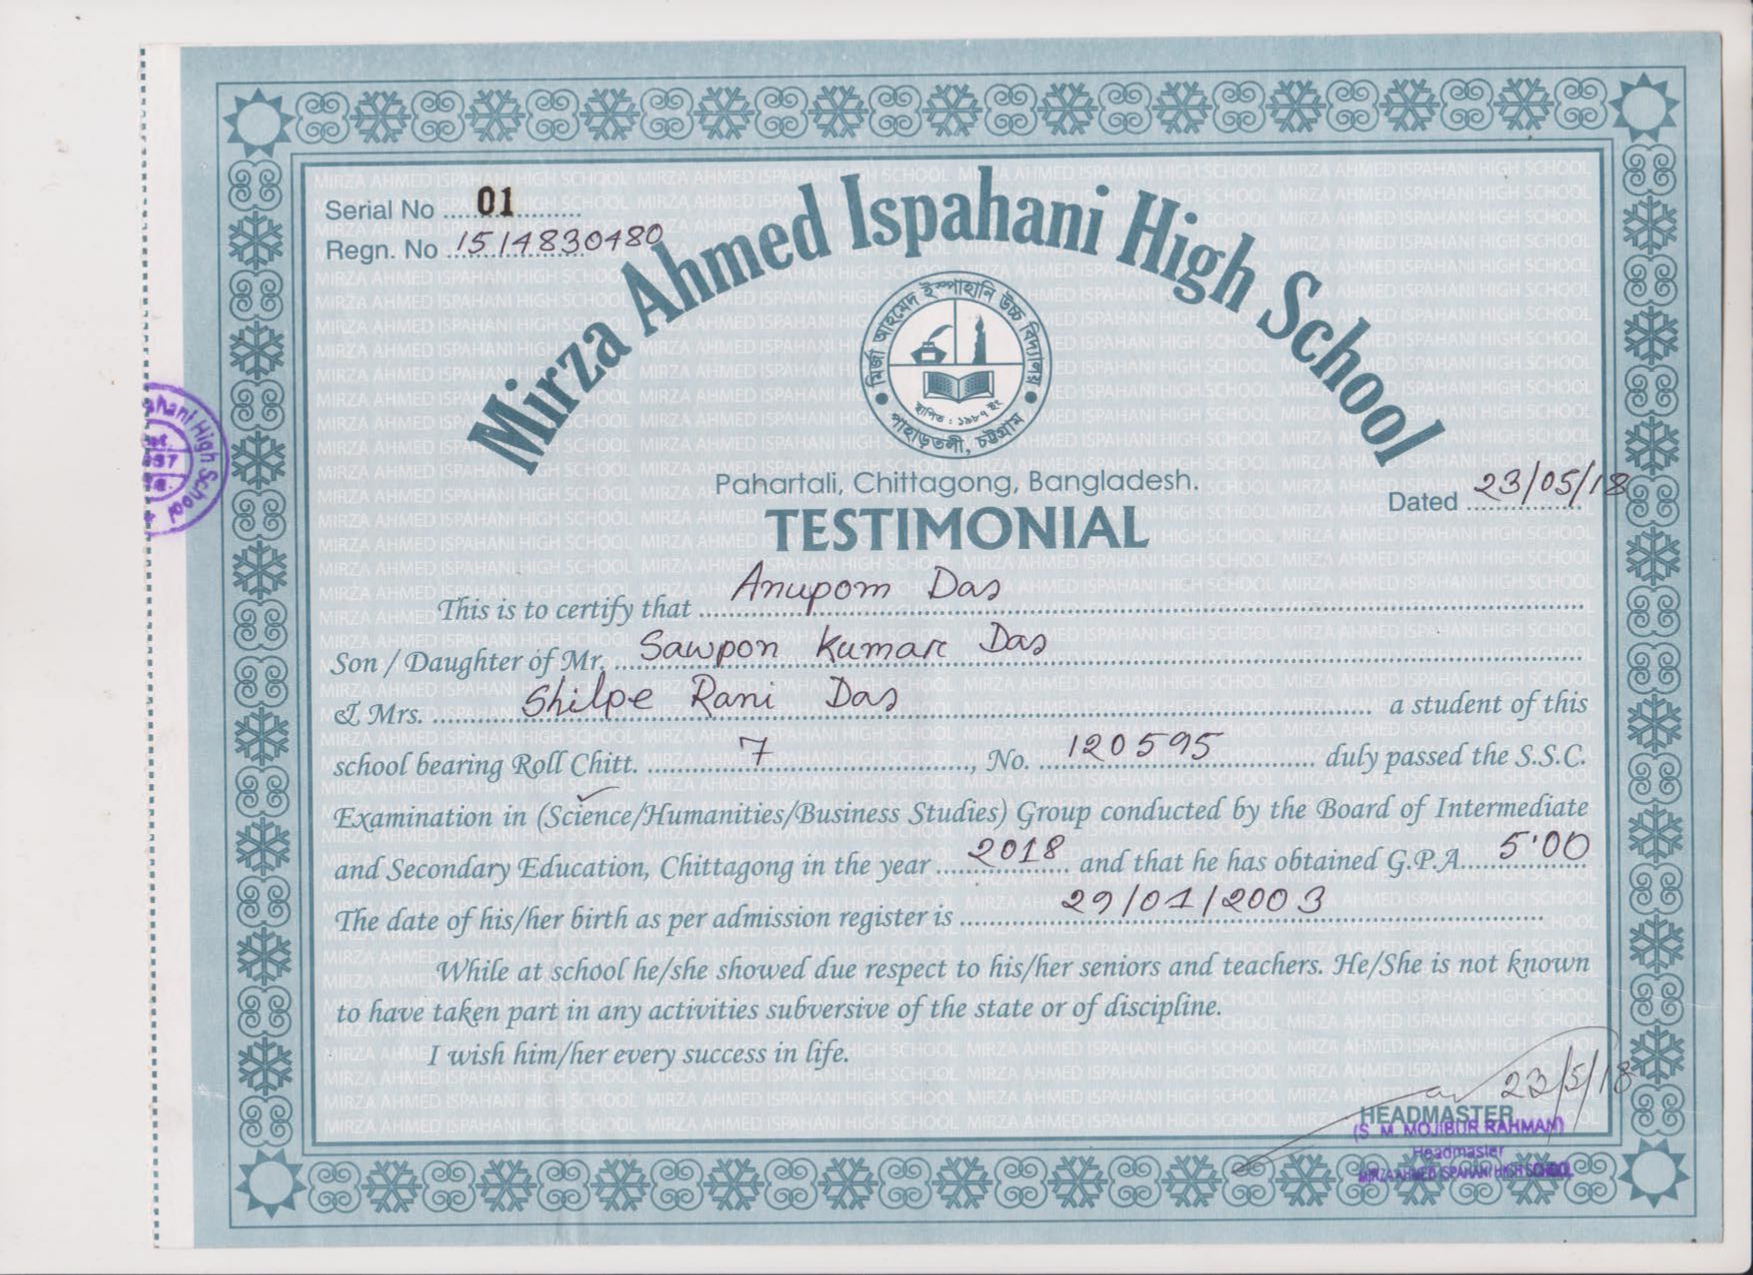 Serial No ..... 01 .........
Regn. No ..1514830480
Mirza Ahmed Ispahani High School
মির্জা আহমেদ ইস্পাহানি উচ্চ বিদ্যালয়
স্থাপিত : ১৯৮৭ ইং
পাহাড়তলী, চট্টগ্রাম
Pahartali, Chittagong, Bangladesh.
Dated 23/05/18
TESTIMONIAL
This is to certify that Anupom Das
Son / Daughter of Mr. Sawpon Kumar Das
& Mrs. Shilpe Rani Das a student of this
school bearing Roll Chitt. 7, No. 120595 duly passed the S.S.C.
Examination in (Science/Humanities/Business Studies) Group conducted by the Board of Intermediate
and Secondary Education, Chittagong in the year 2018 and that he has obtained G.P.A. 5.00
The date of his/her birth as per admission register is 29/01/2003
While at school he/she showed due respect to his/her seniors and teachers. He/She is not known
to have taken part in any activities subversive of the state or of discipline.
I wish him/her every success in life.
23/5/18
HEADMASTER
(S. M. MOJIBUR RAHMAN)
Headmaster
MIRZA AHMED ISPAHANI HIGH SCHOOL